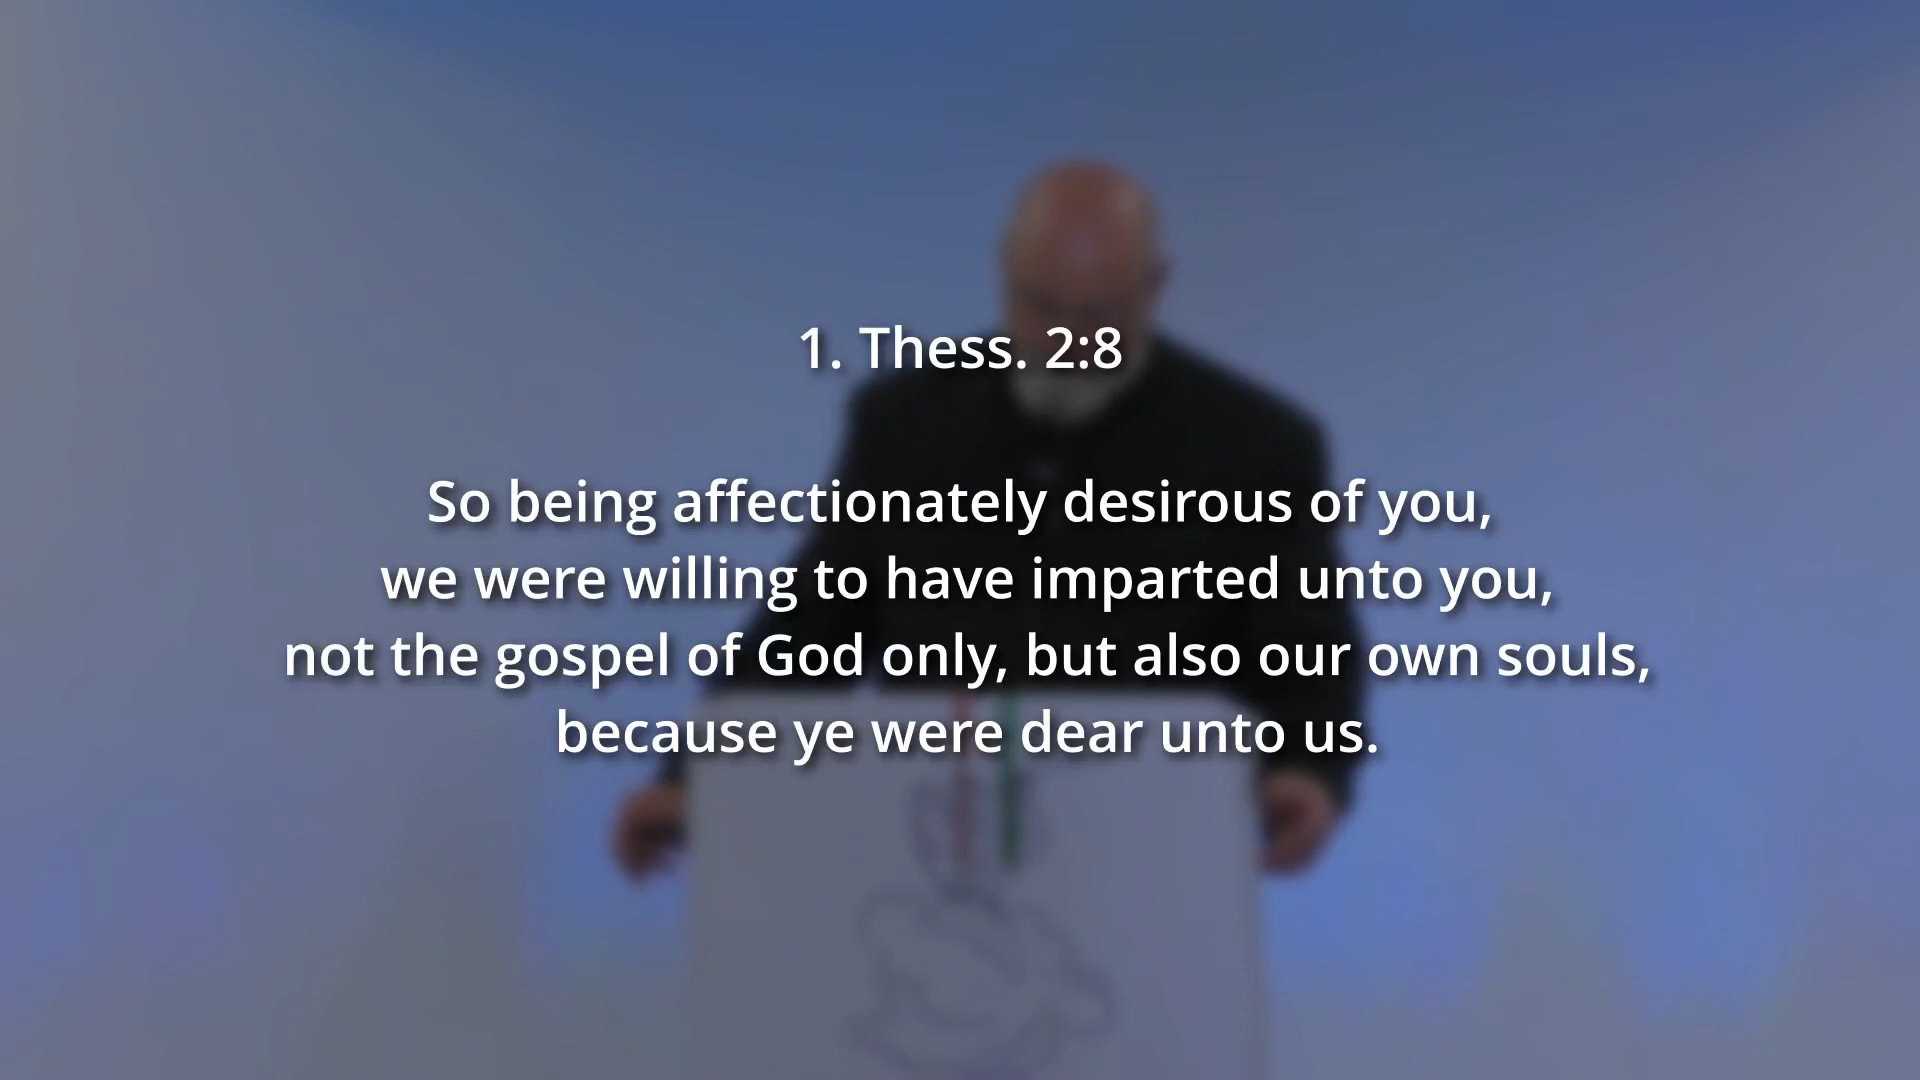 1. Thess. 2:8
So being affectionately desirous of you,
we were willing to have imparted unto you,
not the gospel of God only, but also our own souls,
because ye were dear unto us.